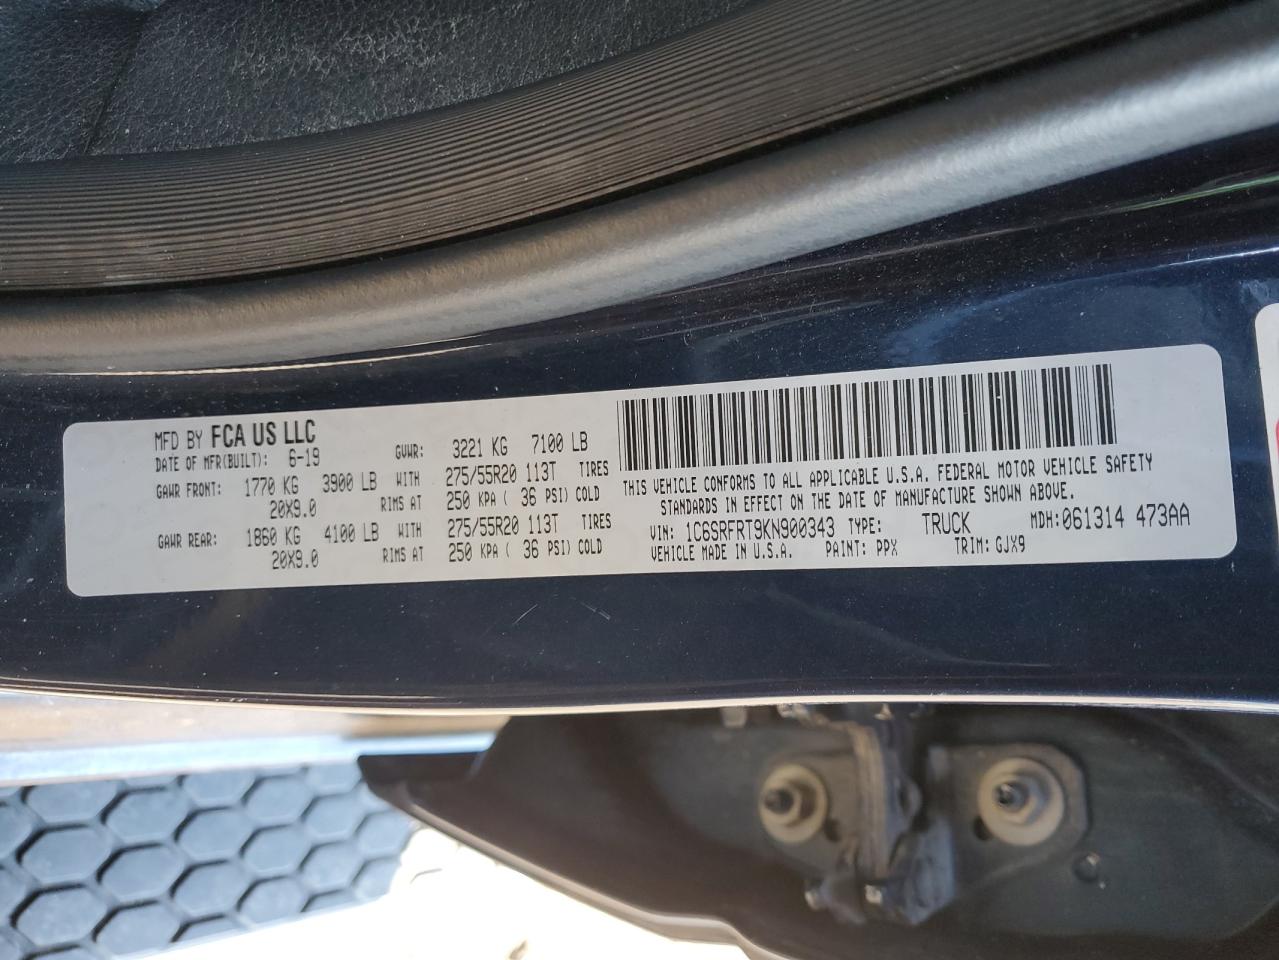 MFD BY FCA US LLC
DATE OF MFR(BUILT): 6-19 GVWR: 3221 KG 7100 LB
GAWR FRONT: 1770 KG 3900 LB WITH 275/55R20 113T TIRES
20X9.0 RIMS AT 250 KPA ( 36 PSI) COLD
GAWR REAR: 1860 KG 4100 LB WITH 275/55R20 113T TIRES
20X9.0 RIMS AT 250 KPA ( 36 PSI) COLD
THIS VEHICLE CONFORMS TO ALL APPLICABLE U.S.A. FEDERAL MOTOR VEHICLE SAFETY
STANDARDS IN EFFECT ON THE DATE OF MANUFACTURE SHOWN ABOVE.
VIN: 1C6SRFRT9KN900343 TYPE: TRUCK MDH:061314 473AA
VEHICLE MADE IN U.S.A. PAINT: PPX TRIM: GJX9